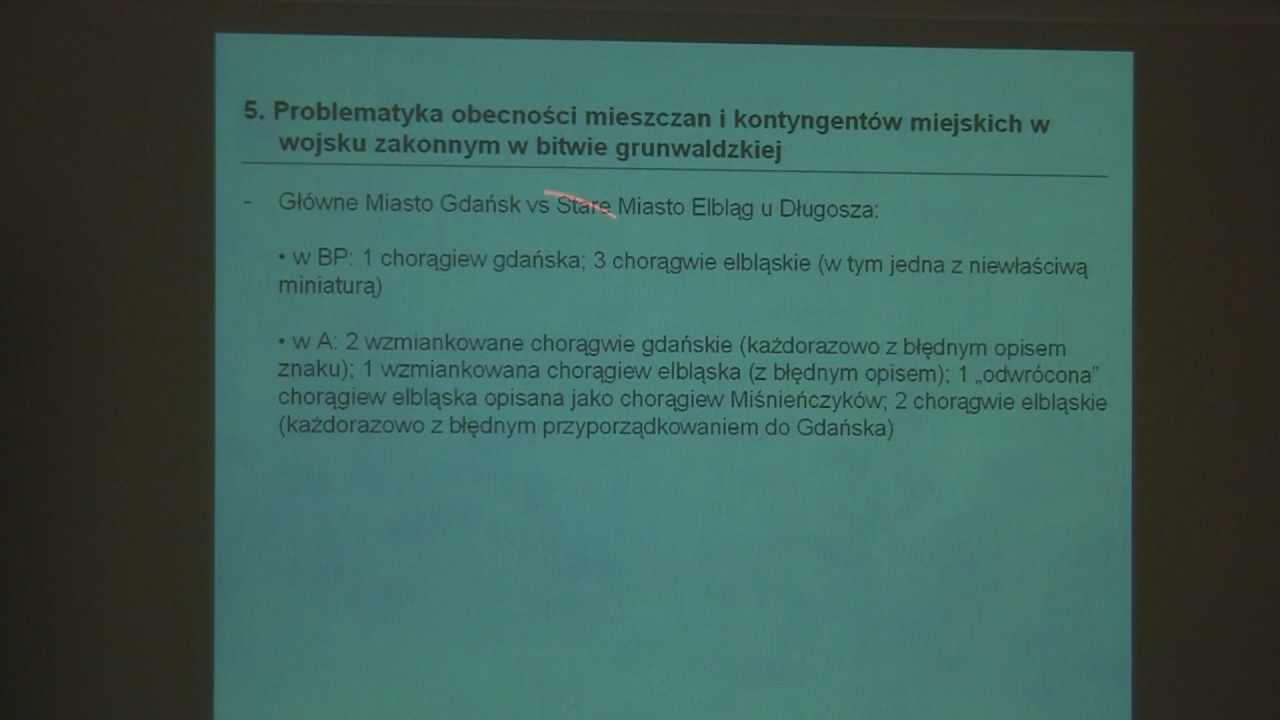 5. Problematyka obecności mieszczan i kontyngentów miejskich w
wojsku zakonnym w bitwie grunwaldzkiej
- Główne Miasto Gdańsk vs Stare Miasto Elbląg u Długosza:
• w BP: 1 chorągiew gdańska; 3 chorągwie elbląskie (w tym jedna z niewłaściwą
miniaturą)
• w A: 2 wzmiankowane chorągwie gdańskie (każdorazowo z błędnym opisem
znaku); 1 wzmiankowana chorągiew elbląska (z błędnym opisem); 1 „odwrócona”
chorągiew elbląska opisana jako chorągiew Miśnieńczyków; 2 chorągwie elbląskie
(każdorazowo z błędnym przyporządkowaniem do Gdańska)